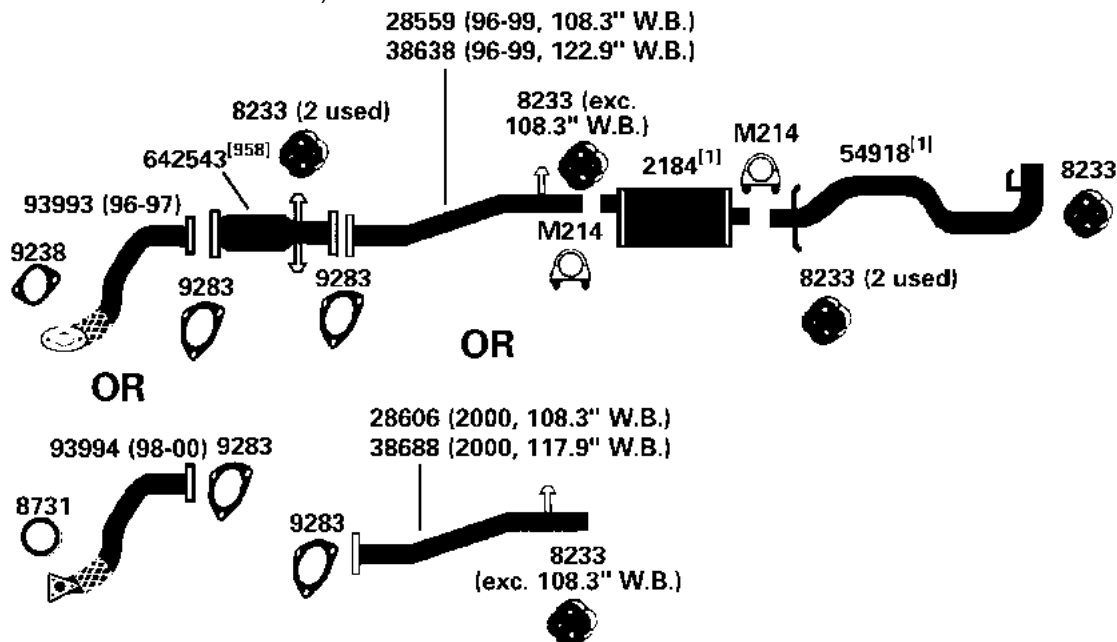 28559 (96-99, 108.3" W.B.)
38638 (96-99, 122.9" W.B.)
8233 (2 used)
8233 (exc.
108.3" W.B.)
M214
642543[958]
2184[1]
54918[1]
8233
93993 (96-97)
M214
9238
9283
9283
8233 (2 used)
OR
OR
28606 (2000, 108.3" W.B.)
38688 (2000, 117.9" W.B.)
93994 (98-00)
9283
8731
9283
8233
(exc. 108.3" W.B.)